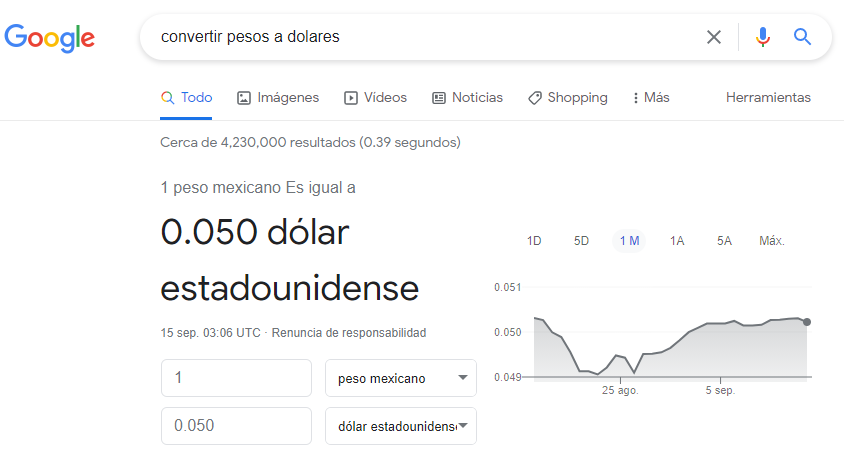 Google
convertir pesos a dolares
Todo Imágenes Vídeos Noticias Shopping Más Herramientas
Cerca de 4,230,000 resultados (0.39 segundos)
1 peso mexicano Es igual a
0.050 dólar
estadounidense
15 sep. 03:06 UTC · Renuncia de responsabilidad
1 peso mexicano
0.050 dólar estadounidens
1D 5D 1 M 1A 5A Máx.
0.051
0.050
0.049
25 ago. 5 sep.